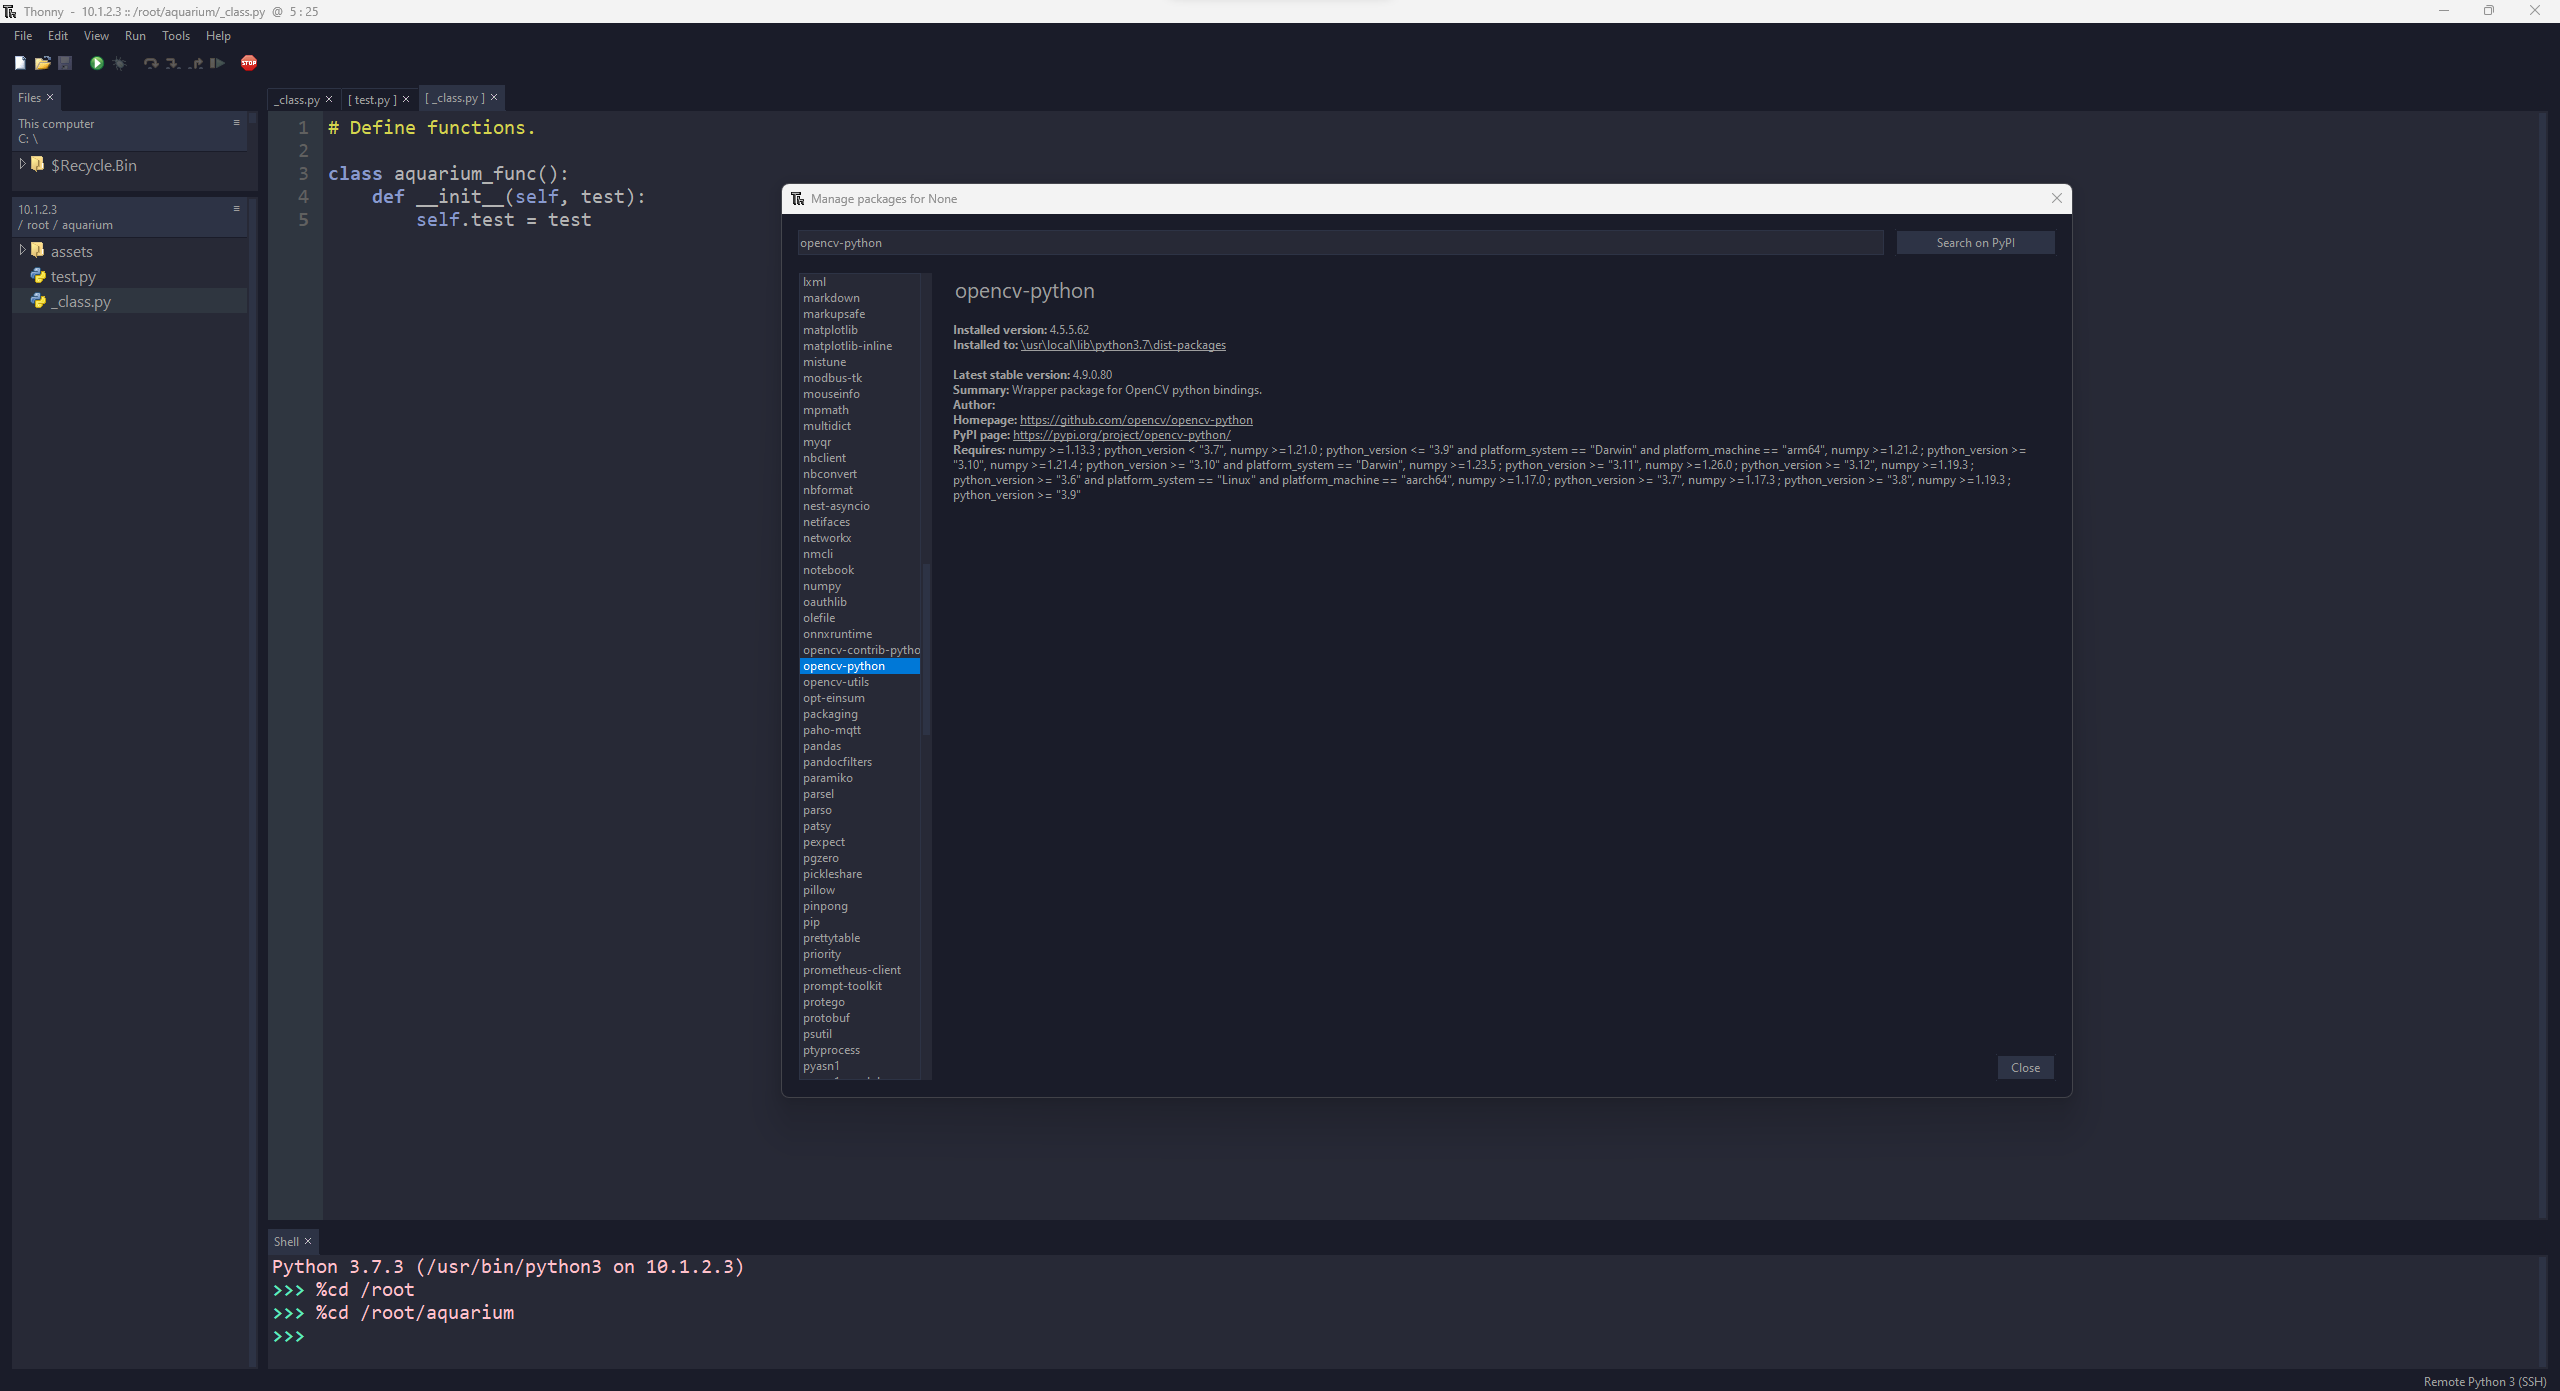 Thonny - 10.1.2.3 :: /root/aquarium/_class.py @ 5 : 25
File Edit View Run Tools Help
STOP
Files
This computer
C: \
$Recycle.Bin
10.1.2.3
/ root / aquarium
assets
test.py
_class.py
_class.py [ test.py ] [ _class.py ]
1 # Define functions.
2
3 class aquarium_func():
4     def __init__(self, test):
5         self.test = test
Manage packages for None
opencv-python
Search on PyPI
lxml
markdown
markupsafe
matplotlib
matplotlib-inline
mistune
modbus-tk
mouseinfo
mpmath
multidict
myqr
nbclient
nbconvert
nbformat
nest-asyncio
netifaces
networkx
nmcli
notebook
numpy
oauthlib
olefile
onnxruntime
opencv-contrib-pytho
opencv-python
opencv-utils
opt-einsum
packaging
paho-mqtt
pandas
pandocfilters
paramiko
parsel
parso
patsy
pexpect
pgzero
pickleshare
pillow
pinpong
pip
prettytable
priority
prometheus-client
prompt-toolkit
protego
protobuf
psutil
ptyprocess
pyasn1
opencv-python
Installed version: 4.5.5.62
Installed to: \usr\local\lib\python3.7\dist-packages
Latest stable version: 4.9.0.80
Summary: Wrapper package for OpenCV python bindings.
Author:
Homepage: https://github.com/opencv/opencv-python
PyPI page: https://pypi.org/project/opencv-python/
Requires: numpy >=1.13.3 ; python_version < "3.7", numpy >=1.21.0 ; python_version <= "3.9" and platform_system == "Darwin" and platform_machine == "arm64", numpy >=1.21.2 ; python_version >=
"3.10", numpy >=1.21.4 ; python_version >= "3.10" and platform_system == "Darwin", numpy >=1.23.5 ; python_version >= "3.11", numpy >=1.26.0 ; python_version >= "3.12", numpy >=1.19.3 ;
python_version >= "3.6" and platform_system == "Linux" and platform_machine == "aarch64", numpy >=1.17.0 ; python_version >= "3.7", numpy >=1.17.3 ; python_version >= "3.8", numpy >=1.19.3 ;
python_version >= "3.9"
Close
Shell
Python 3.7.3 (/usr/bin/python3 on 10.1.2.3)
>>> %cd /root
>>> %cd /root/aquarium
>>>
Remote Python 3 (SSH)